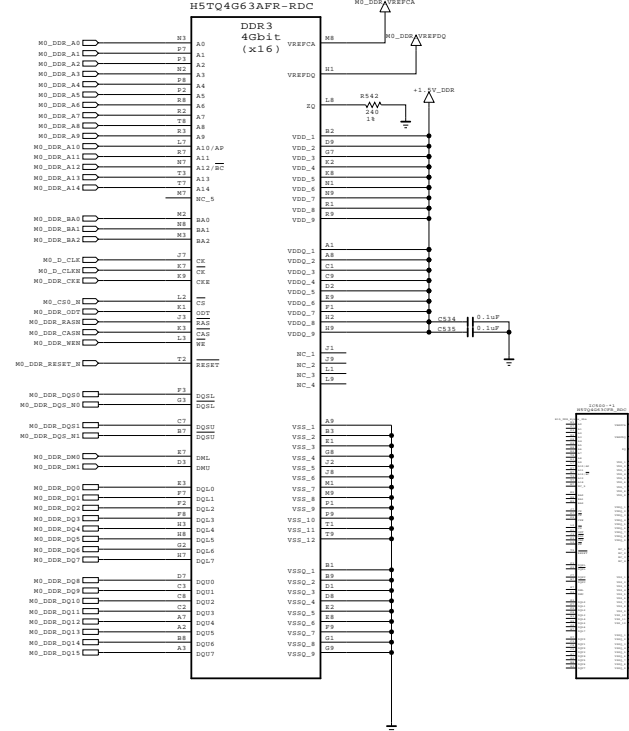 H5TQ4G63AFR-RDC
DDR3
4Gbit
(x16)
M0_DDR_VREFCA
M0_DDR_VREFDQ
+1.5V_DDR
R542
240
1%
M0_DDR_A0 N3 A0
M0_DDR_A1 P7 A1
M0_DDR_A2 P3 A2
M0_DDR_A3 N2 A3
M0_DDR_A4 P8 A4
M0_DDR_A5 P2 A5
M0_DDR_A6 R8 A6
M0_DDR_A7 R2 A7
M0_DDR_A8 T8 A8
M0_DDR_A9 R3 A9
M0_DDR_A10 L7 A10/AP
M0_DDR_A11 R7 A11
M0_DDR_A12 N7 A12/BC
M0_DDR_A13 T3 A13
M0_DDR_A14 T7 A14
M7 NC_5
M0_DDR_BA0 M2 BA0
M0_DDR_BA1 N8 BA1
M0_DDR_BA2 M3 BA2
M0_D_CLK J7 CK
M0_D_CLKN K7 CK
M0_DDR_CKE K9 CKE
M0_CS0_N L2 CS
M0_DDR_ODT K1 ODT
M0_DDR_RASN J3 RAS
M0_DDR_CASN K3 CAS
M0_DDR_WEN L3 WE
M0_DDR_RESET_N T2 RESET
M0_DDR_DQS0 F3 DQSL
M0_DDR_DQS_N0 G3 DQSL
M0_DDR_DQS1 C7 DQSU
M0_DDR_DQS_N1 B7 DQSU
M0_DDR_DM0 E7 DML
M0_DDR_DM1 D3 DMU
M0_DDR_DQ0 E3 DQL0
M0_DDR_DQ1 F7 DQL1
M0_DDR_DQ2 F2 DQL2
M0_DDR_DQ3 F8 DQL3
M0_DDR_DQ4 H3 DQL4
M0_DDR_DQ5 H8 DQL5
M0_DDR_DQ6 G2 DQL6
M0_DDR_DQ7 H7 DQL7
M0_DDR_DQ8 D7 DQU0
M0_DDR_DQ9 C3 DQU1
M0_DDR_DQ10 C8 DQU2
M0_DDR_DQ11 C2 DQU3
M0_DDR_DQ12 A7 DQU4
M0_DDR_DQ13 A2 DQU5
M0_DDR_DQ14 B8 DQU6
M0_DDR_DQ15 A3 DQU7
VREFCA M8
VREFDQ H1
ZQ L8
VDD_1 B2
VDD_2 D9
VDD_3 G7
VDD_4 K2
VDD_5 K8
VDD_6 N1
VDD_7 N9
VDD_8 R1
VDD_9 R9
VDDQ_1 A1
VDDQ_2 A8
VDDQ_3 C1
VDDQ_4 C9
VDDQ_5 D2
VDDQ_6 E9
VDDQ_7 F1
VDDQ_8 H2
VDDQ_9 H9
C534 0.1uF
C535 0.1uF
NC_1 J1
NC_2 J9
NC_3 L1
NC_4 L9
VSS_1 A9
VSS_2 B3
VSS_3 E1
VSS_4 G8
VSS_5 J2
VSS_6 J8
VSS_7 M1
VSS_8 M9
VSS_9 P1
VSS_10 P9
VSS_11 T1
VSS_12 T9
VSSQ_1 B1
VSSQ_2 B9
VSSQ_3 D1
VSSQ_4 D8
VSSQ_5 E2
VSSQ_6 E8
VSSQ_7 F9
VSSQ_8 G1
VSSQ_9 G9